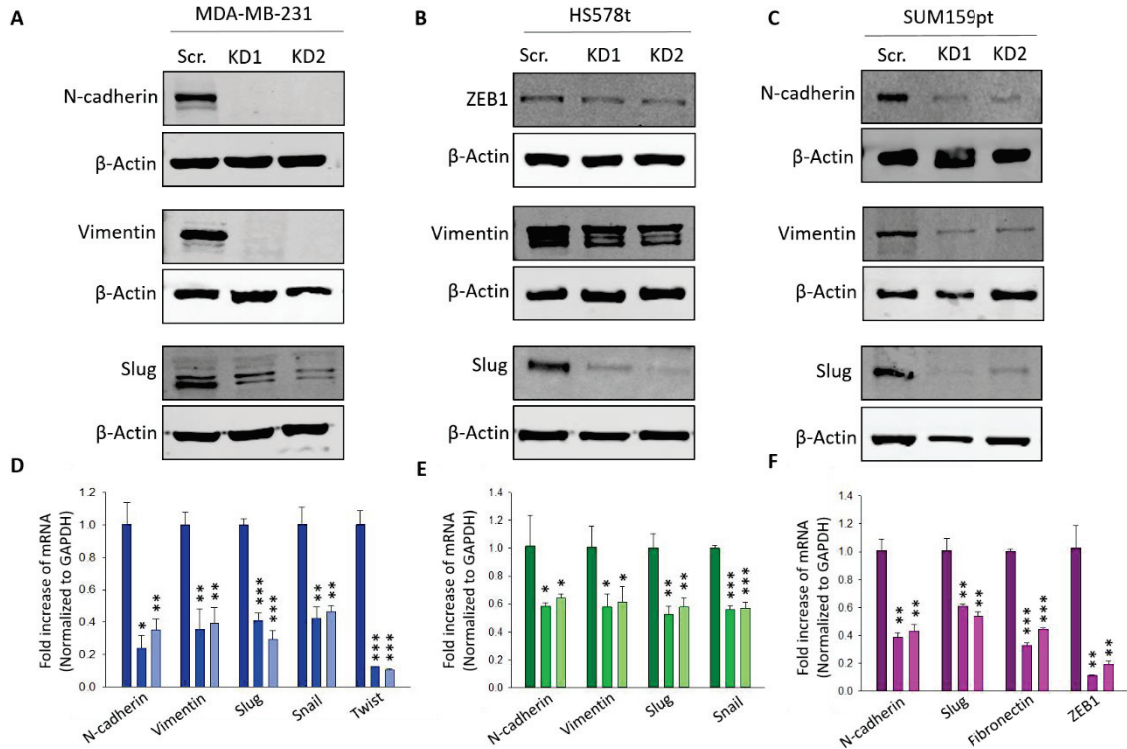 A
MDA-MB-231
Scr. KD1 KD2
N-cadherin
β-Actin
Vimentin
β-Actin
Slug
β-Actin
B
HS578t
Scr. KD1 KD2
ZEB1
β-Actin
Vimentin
β-Actin
Slug
β-Actin
C
SUM159pt
Scr. KD1 KD2
N-cadherin
β-Actin
Vimentin
β-Actin
Slug
β-Actin
D
Fold increase of mRNA
(Normalized to GAPDH)
1.2
1.0
0.8
0.6
0.4
0.2
0.0
* ** ** ** *** *** ** ** *** ***
N-cadherin Vimentin Slug Snail Twist
E
Fold increase of mRNA
(Normalized to GAPDH)
1.4
1.2
1.0
0.8
0.6
0.4
0.2
0.0
* * * * ** ** *** ***
N-cadherin Vimentin Slug Snail
F
Fold increase of mRNA
(Normalized to GAPDH)
1.4
1.2
1.0
0.8
0.6
0.4
0.2
0.0
** ** ** ** *** *** ** **
N-cadherin Slug Fibronectin ZEB1